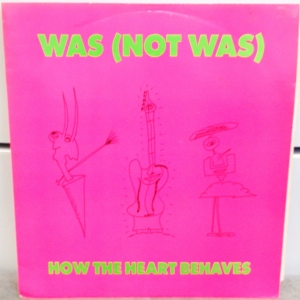 WAS (NOT WAS)
HOW THE HEART BEHAVES